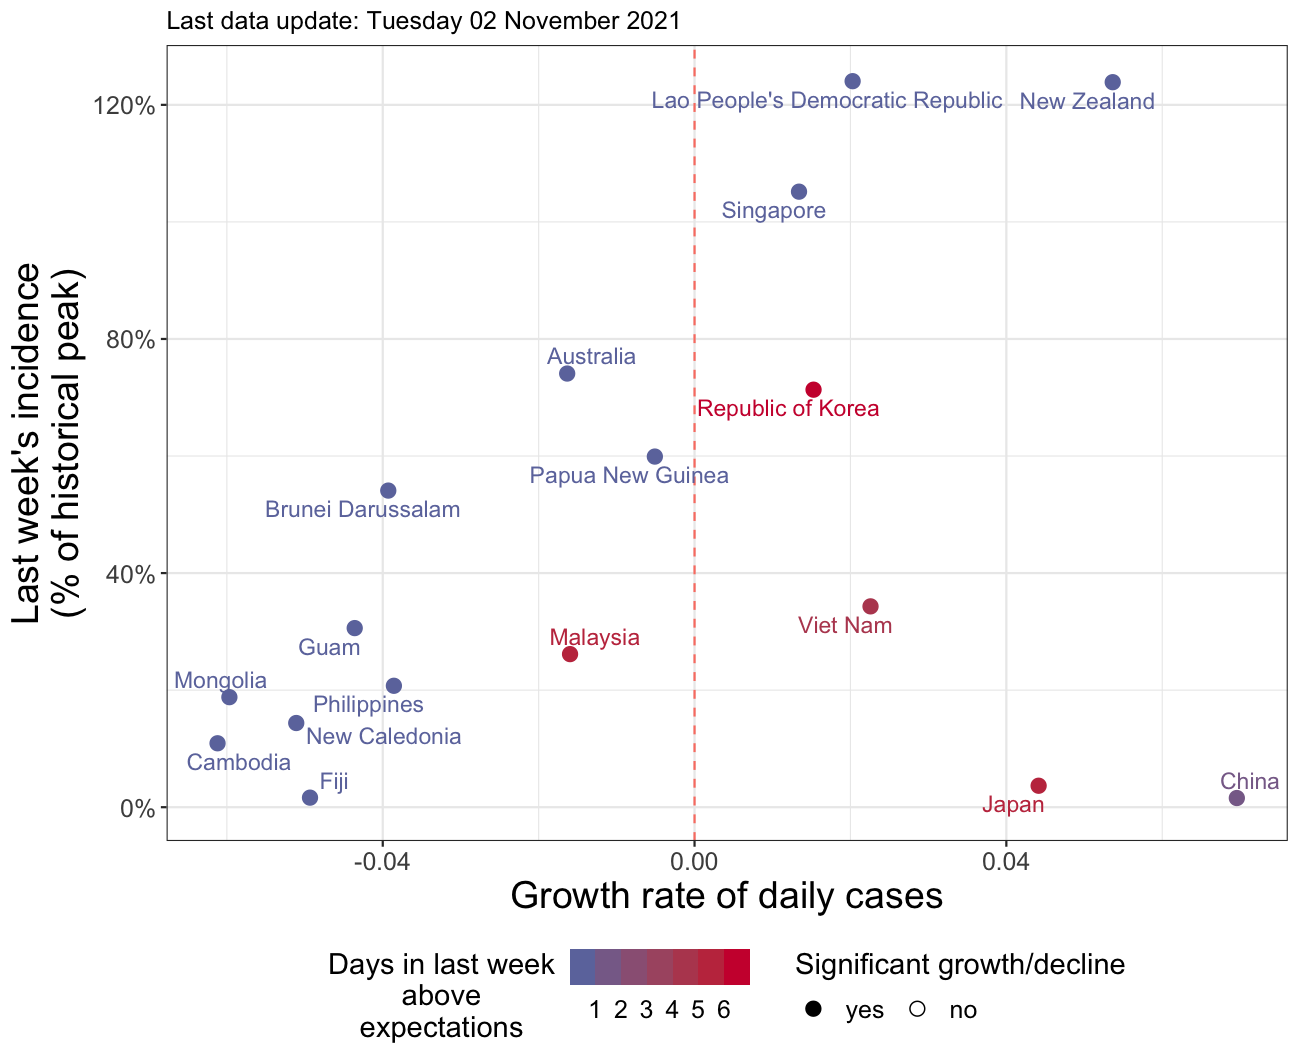 Last data update: Tuesday 02 November 2021
120%
80%
40%
0%
Last week's incidence
(% of historical peak)
Lao People's Democratic Republic
New Zealand
Singapore
Australia
Republic of Korea
Papua New Guinea
Brunei Darussalam
Viet Nam
Malaysia
Guam
Mongolia
Philippines
New Caledonia
Cambodia
Fiji
China
Japan
-0.04 0.00 0.04
Growth rate of daily cases
Days in last week
above
expectations
1 2 3 4 5 6
Significant growth/decline
yes no